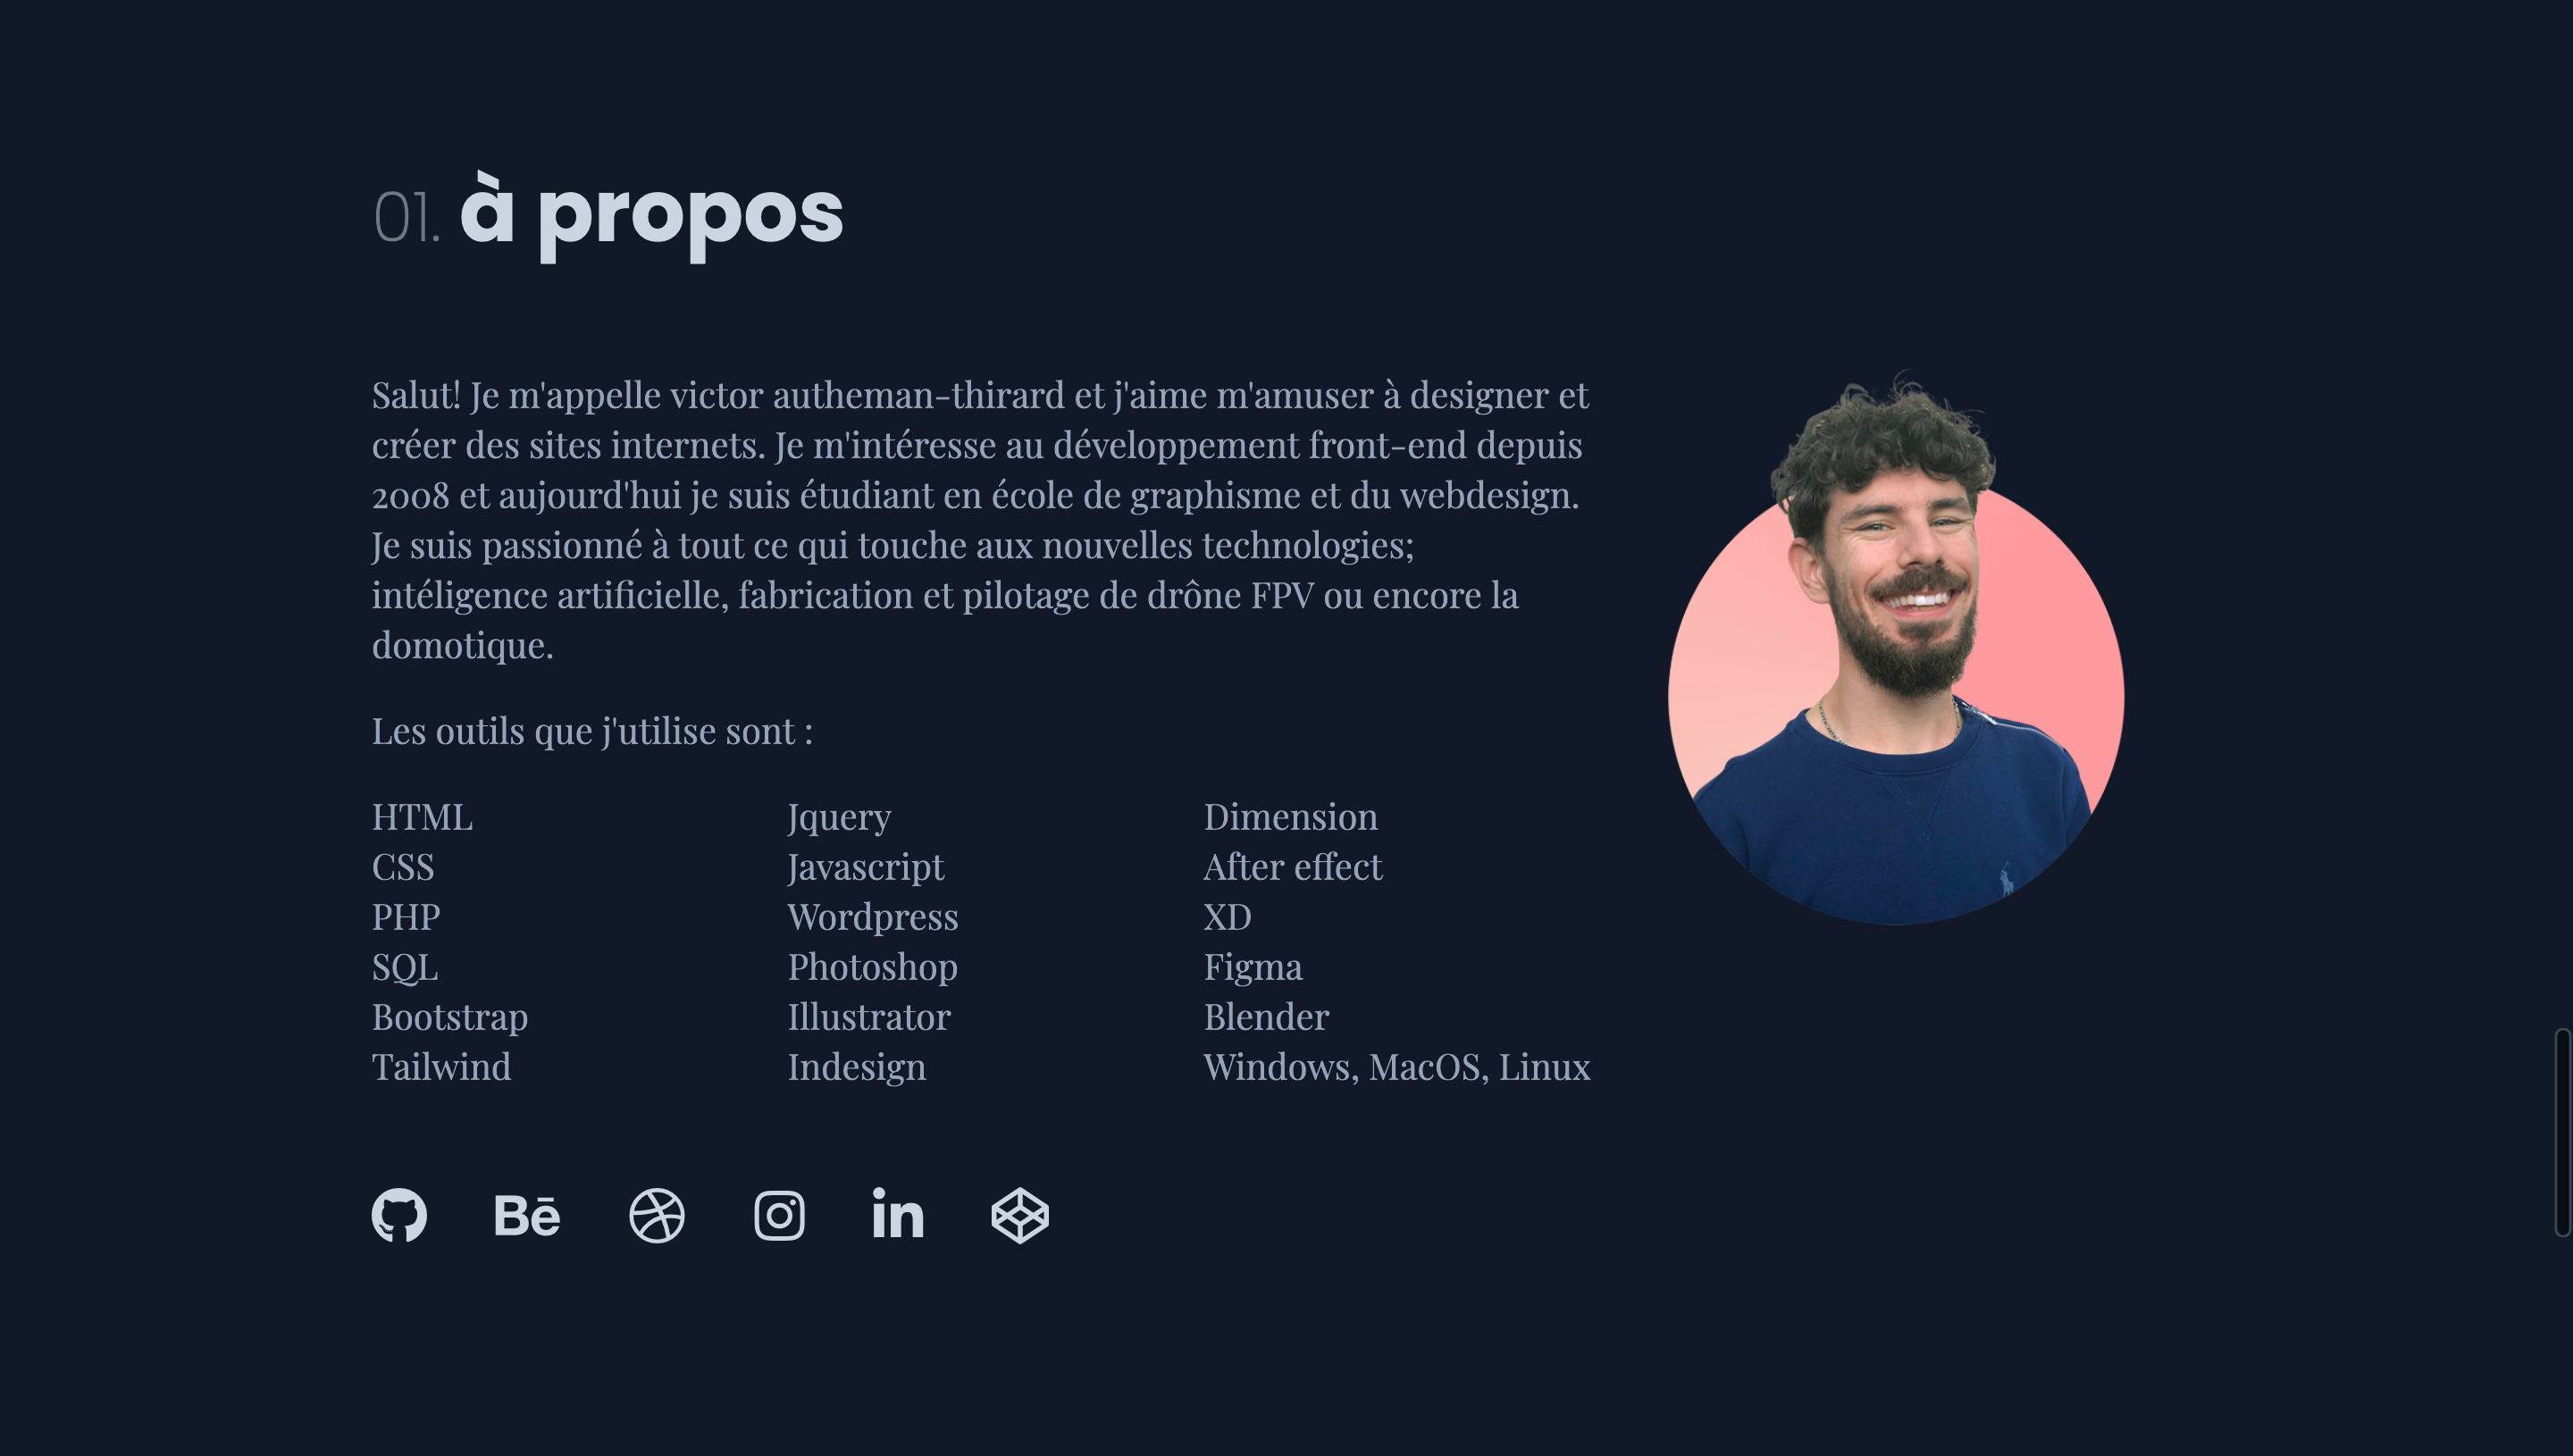 01. à propos
Salut! Je m'appelle victor autheman-thirard et j'aime m'amuser à designer et
créer des sites internets. Je m'intéresse au développement front-end depuis
2008 et aujourd'hui je suis étudiant en école de graphisme et du webdesign.
Je suis passionné à tout ce qui touche aux nouvelles technologies;
intéligence artificielle, fabrication et pilotage de drône FPV ou encore la
domotique.
Les outils que j'utilise sont :
HTML
CSS
PHP
SQL
Bootstrap
Tailwind
Jquery
Javascript
Wordpress
Photoshop
Illustrator
Indesign
Dimension
After effect
XD
Figma
Blender
Windows, MacOS, Linux
Bē
in